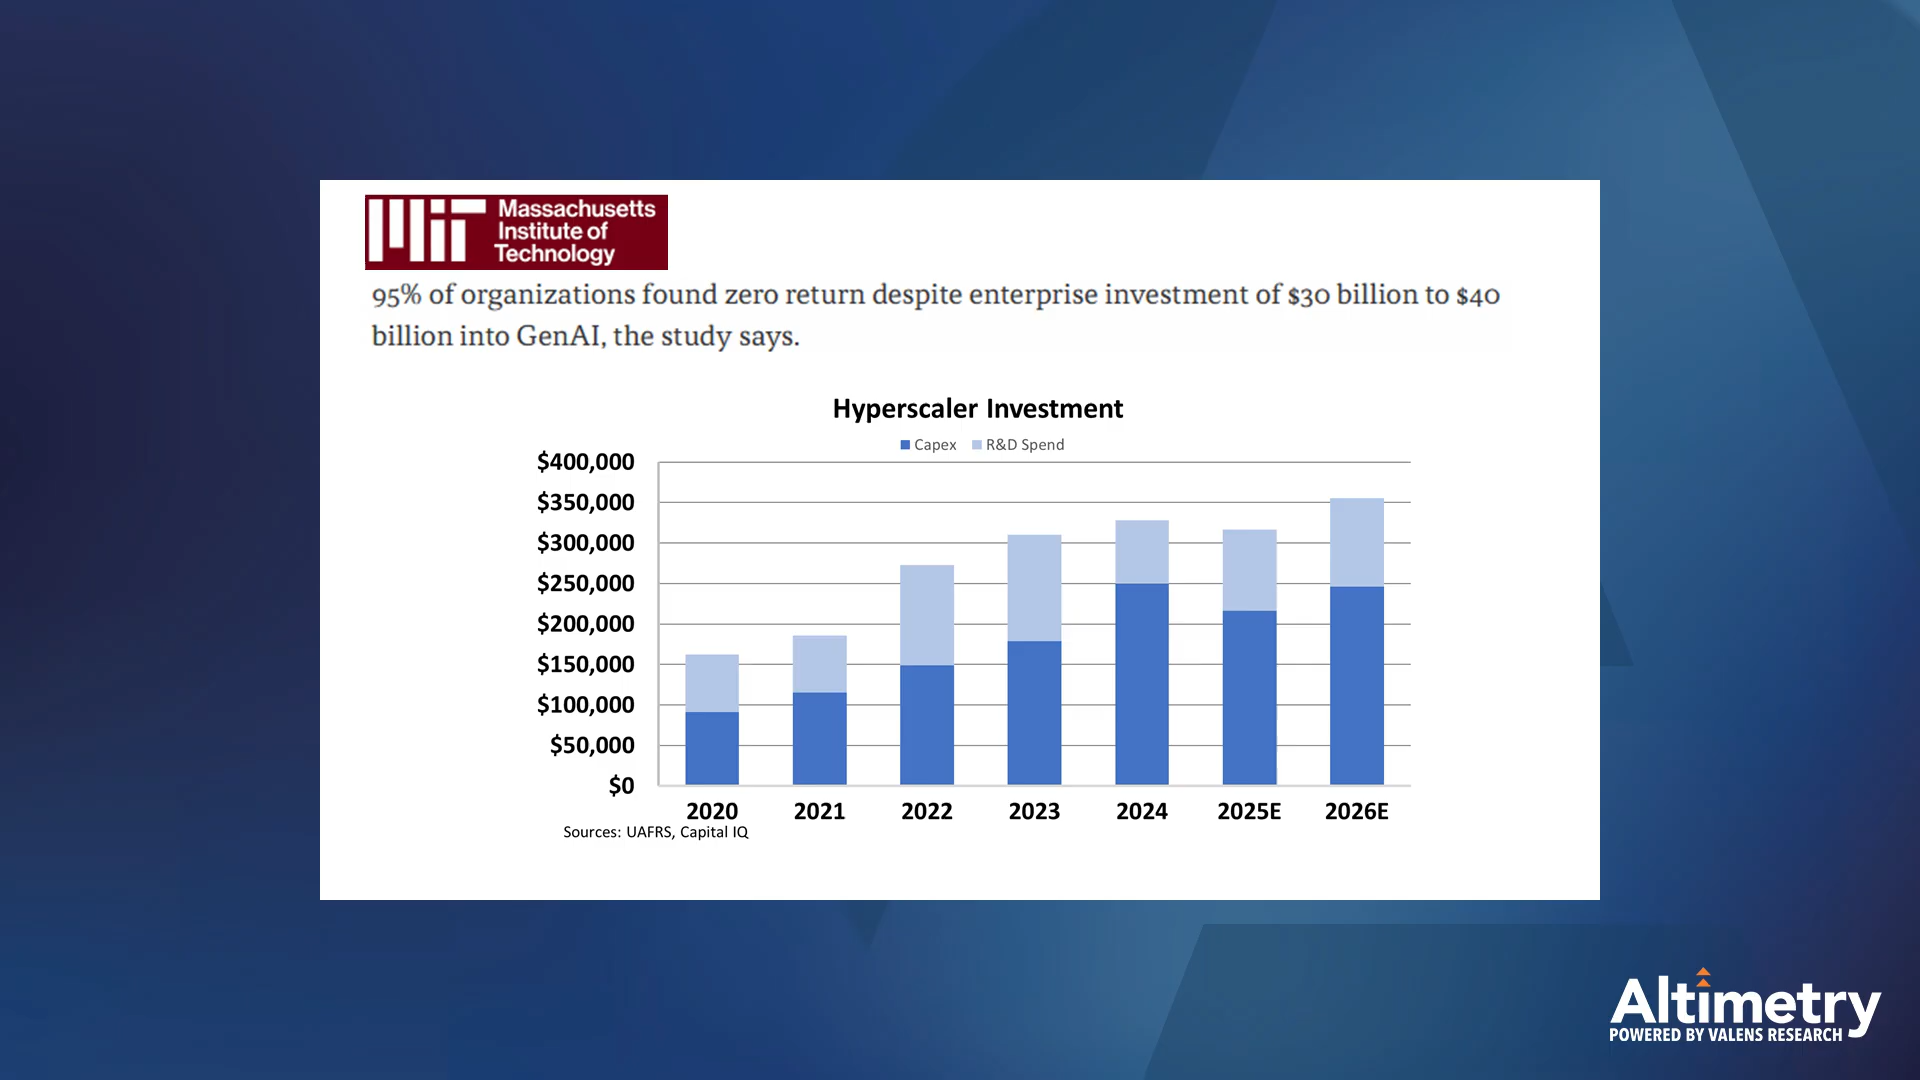 MIT
Massachusetts
Institute of
Technology
95% of organizations found zero return despite enterprise investment of $30 billion to $40
billion into GenAI, the study says.
Hyperscaler Investment
Capex R&D Spend
$400,000
$350,000
$300,000
$250,000
$200,000
$150,000
$100,000
$50,000
$0
2020 2021 2022 2023 2024 2025E 2026E
Sources: UAFRS, Capital IQ
Altimetry
POWERED BY VALENS RESEARCH